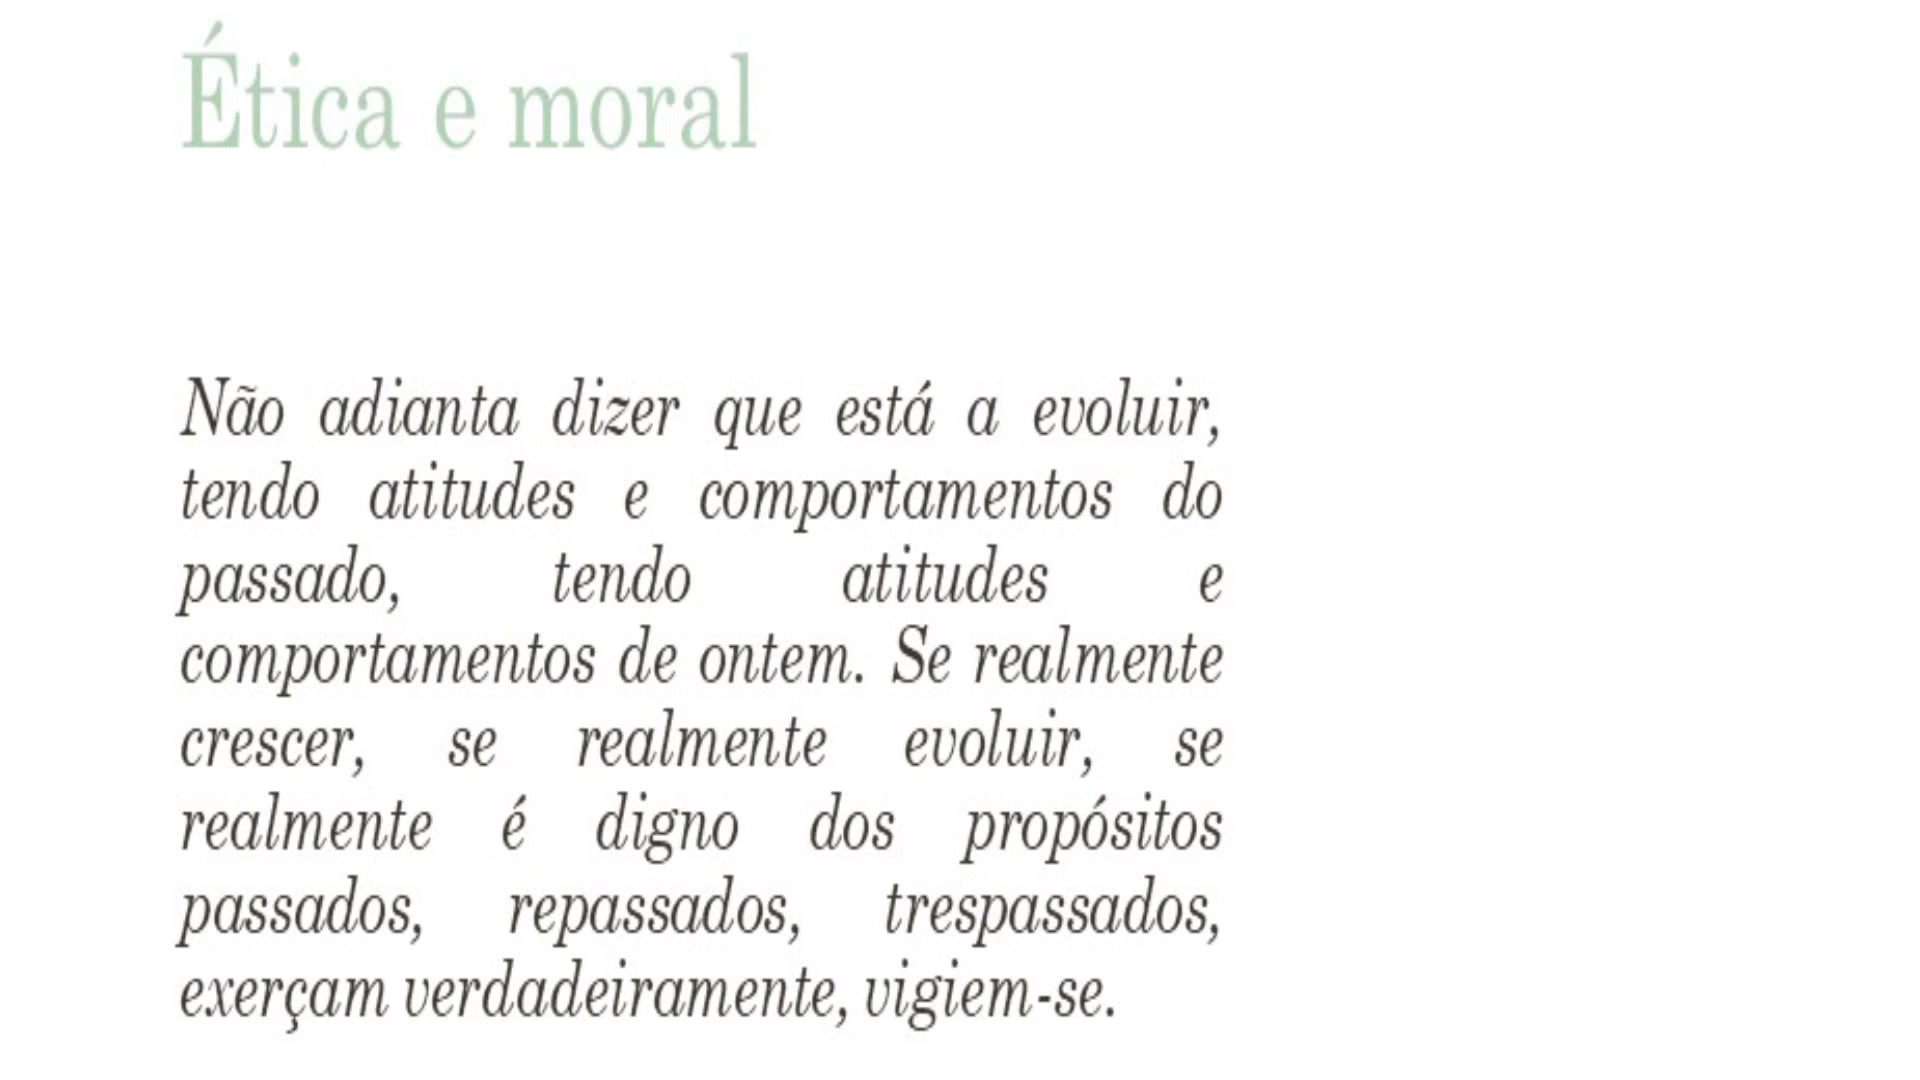 Ética e moral
Não adianta dizer que está a evoluir,
tendo atitudes e comportamentos do
passado, tendo atitudes e
comportamentos de ontem. Se realmente
crescer, se realmente evoluir, se
realmente é digno dos propósitos
passados, repassados, trespassados,
exerçam verdadeiramente, vigiem-se.